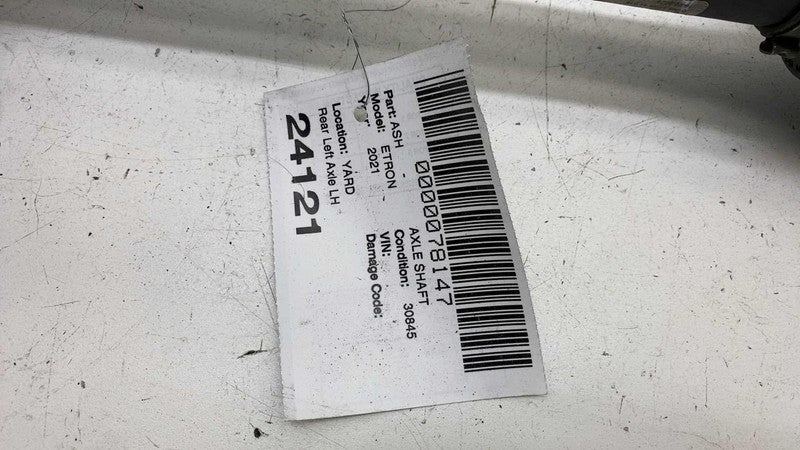 0000078147
Part: ASH - AXLE SHAFT
Model: ETRON Condition: 30845
Year: 2021 VIN:
Damage Code:
Location: YARD
Rear Left Axle LH
24121